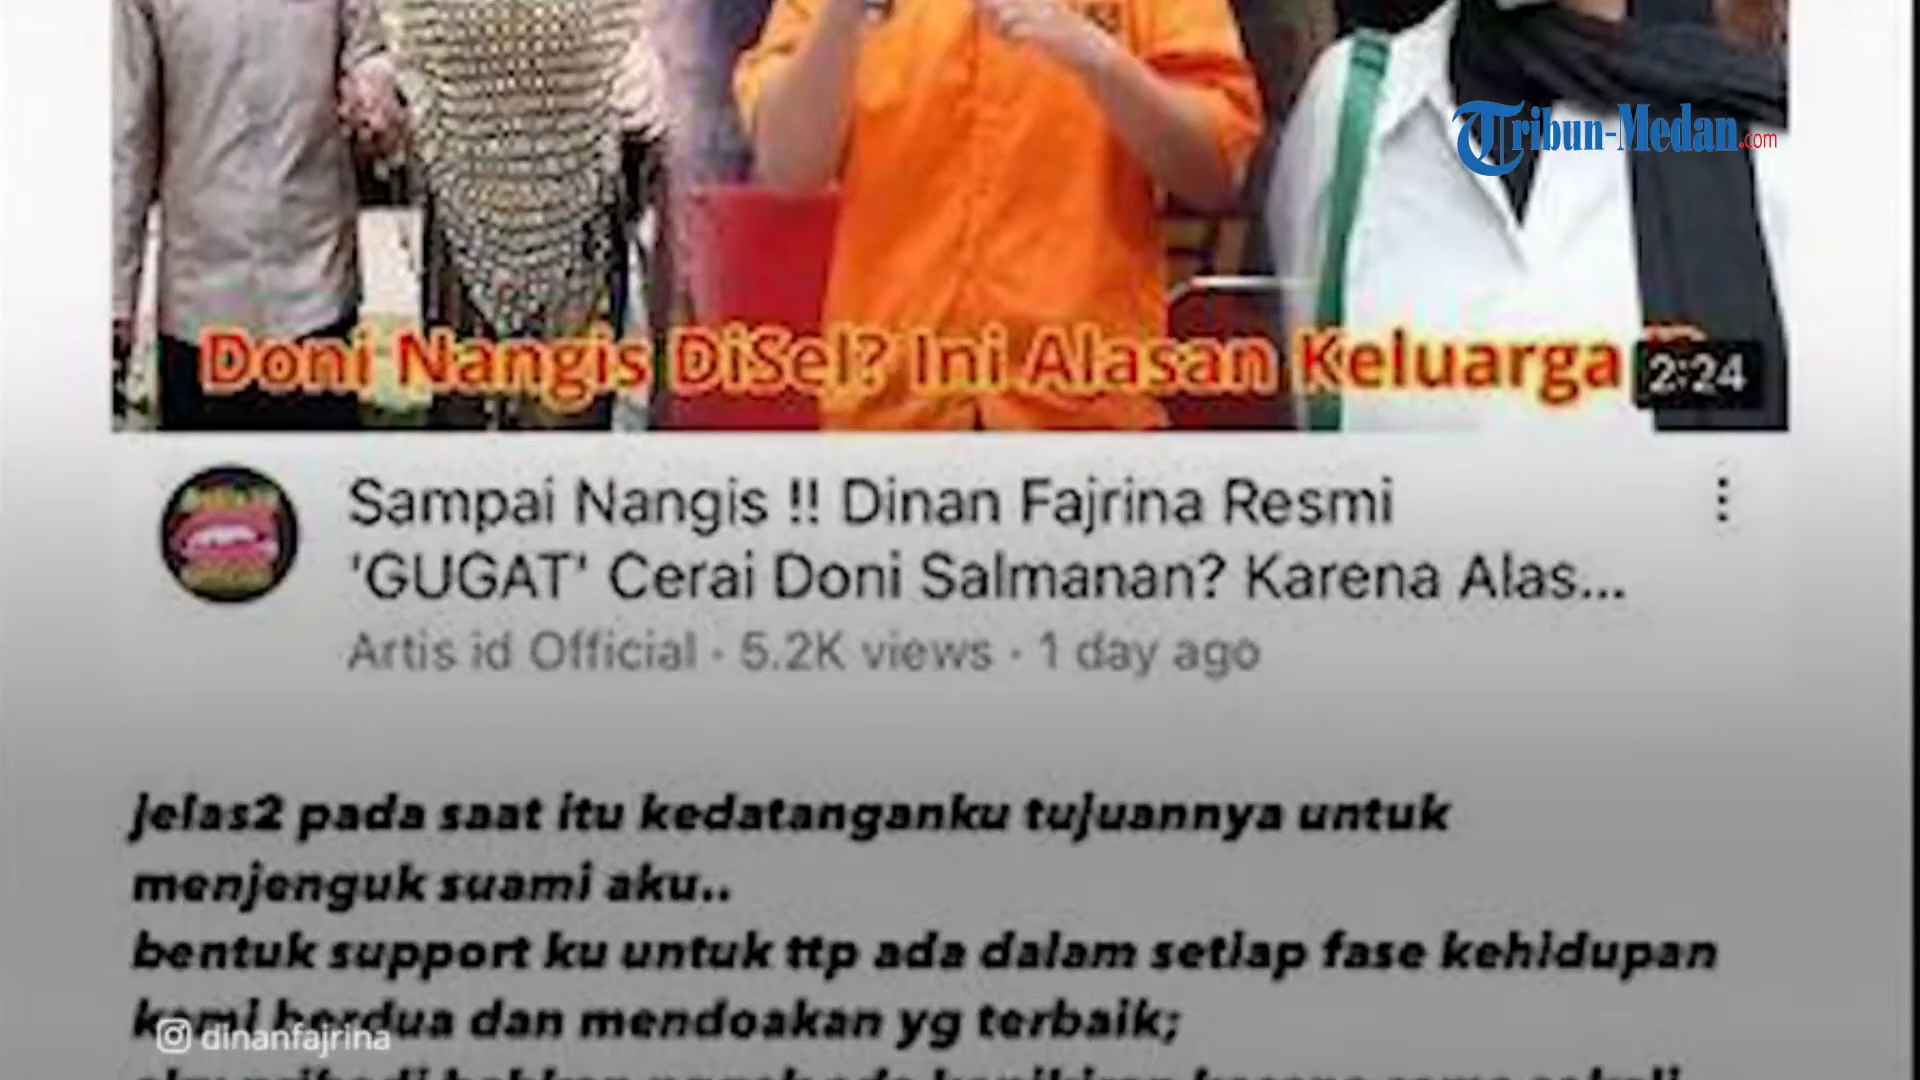 Tribun-Medan.com
Doni Nangis DiSel? Ini Alasan Keluarga
2:24
Sampai Nangis !! Dinan Fajrina Resmi
'GUGAT' Cerai Doni Salmanan? Karena Alas...
Artis id Official · 5.2K views · 1 day ago
jelas2 pada saat itu kedatanganku tujuannya untuk
menjenguk suami aku..
bentuk support ku untuk ttp ada dalam setiap fase kehidupan
kami berdua dan mendoakan yg terbaik;
dinanfajrina